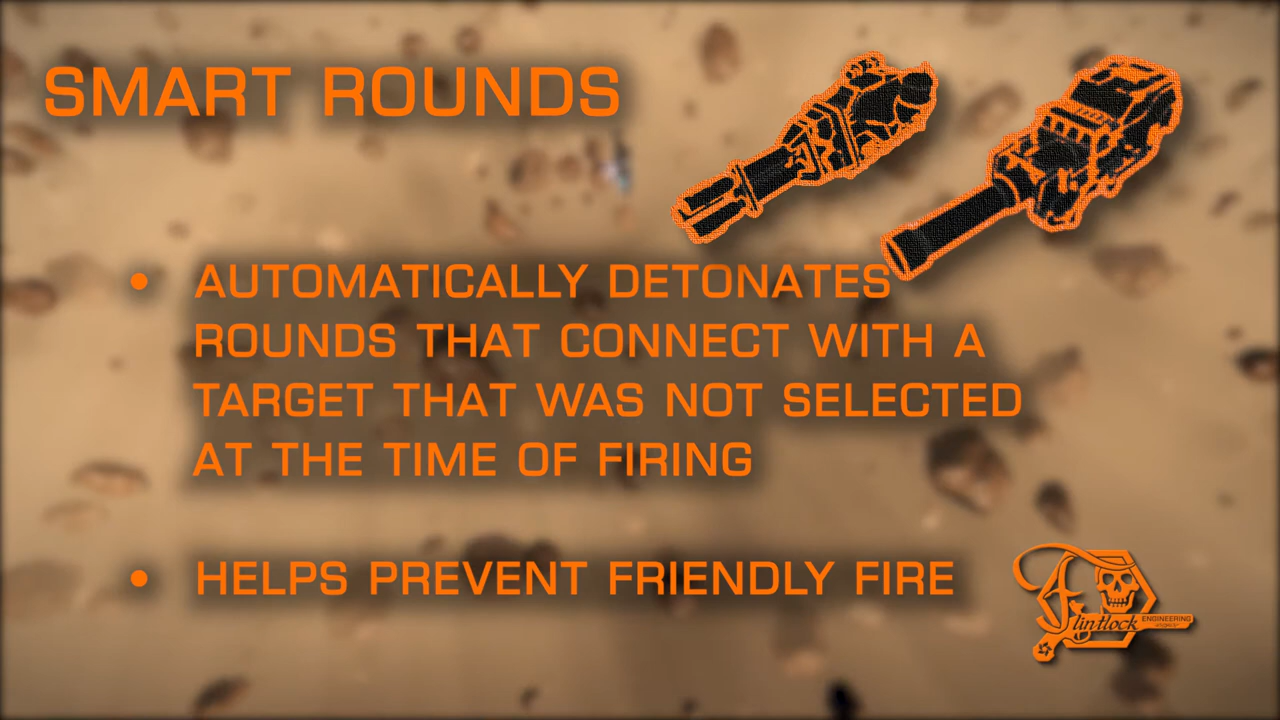 SMART ROUNDS
• AUTOMATICALLY DETONATES
ROUNDS THAT CONNECT WITH A
TARGET THAT WAS NOT SELECTED
AT THE TIME OF FIRING
• HELPS PREVENT FRIENDLY FIRE
Flintlock
ENGINEERING